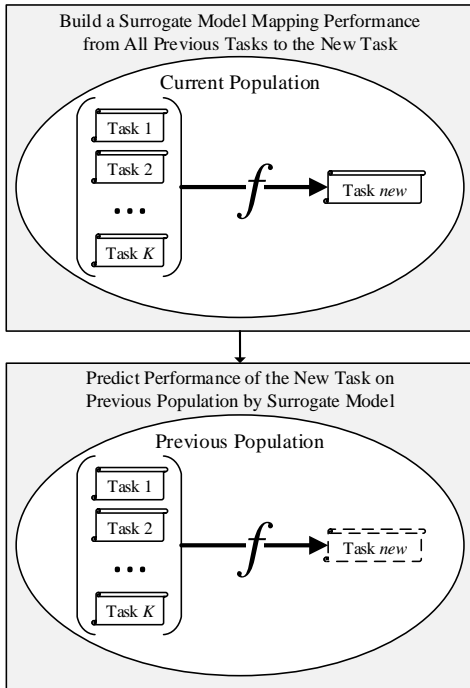 Build a Surrogate Model Mapping Performance
from All Previous Tasks to the New Task
Current Population
Task 1
Task 2
...
Task K
f
Task new
Predict Performance of the New Task on
Previous Population by Surrogate Model
Previous Population
Task 1
Task 2
...
Task K
f
Task new